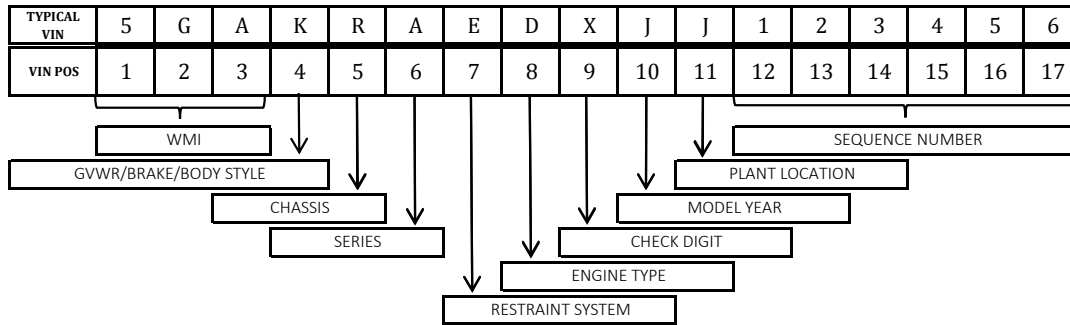 TYPICAL VIN 5 G A K R A E D X J J 1 2 3 4 5 6
VIN POS 1 2 3 4 5 6 7 8 9 10 11 12 13 14 15 16 17
WMI SEQUENCE NUMBER
GVWR/BRAKE/BODY STYLE PLANT LOCATION
CHASSIS MODEL YEAR
SERIES CHECK DIGIT
ENGINE TYPE
RESTRAINT SYSTEM